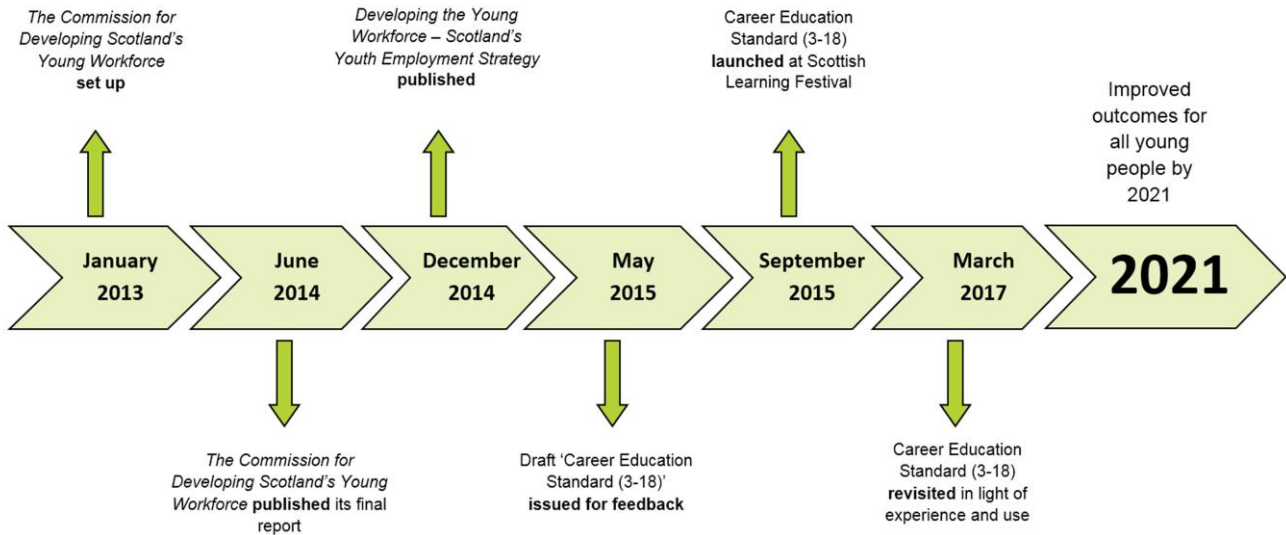 The Commission for
Developing Scotland's
Young Workforce
set up
Developing the Young
Workforce – Scotland's
Youth Employment Strategy
published
Career Education
Standard (3-18)
launched at Scottish
Learning Festival
Improved
outcomes for
all young
people by
2021
January
2013
June
2014
December
2014
May
2015
September
2015
March
2017
2021
The Commission for
Developing Scotland's Young
Workforce published its final
report
Draft ‘Career Education
Standard (3-18)’
issued for feedback
Career Education
Standard (3-18)
revisited in light of
experience and use